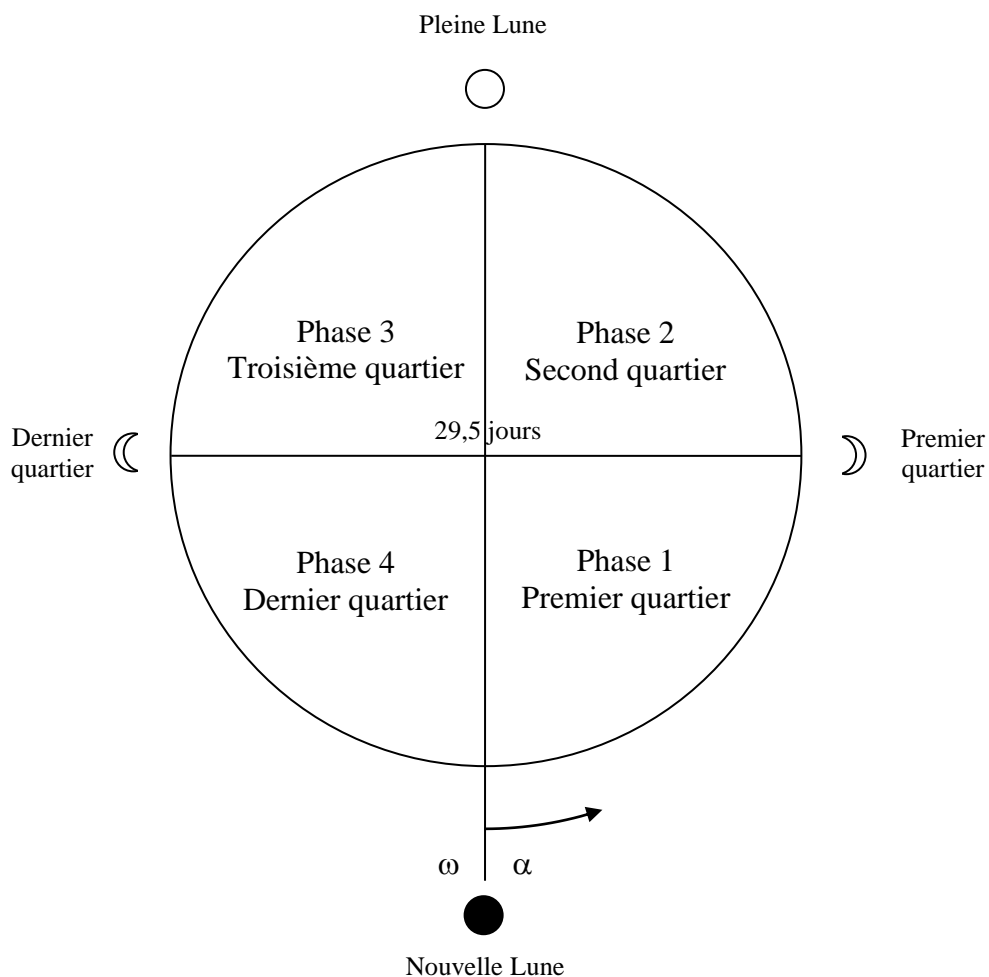 Pleine Lune
Phase 3
Troisième quartier
Phase 2
Second quartier
29,5 jours
Dernier
quartier
Premier
quartier
Phase 4
Dernier quartier
Phase 1
Premier quartier
ω α
Nouvelle Lune